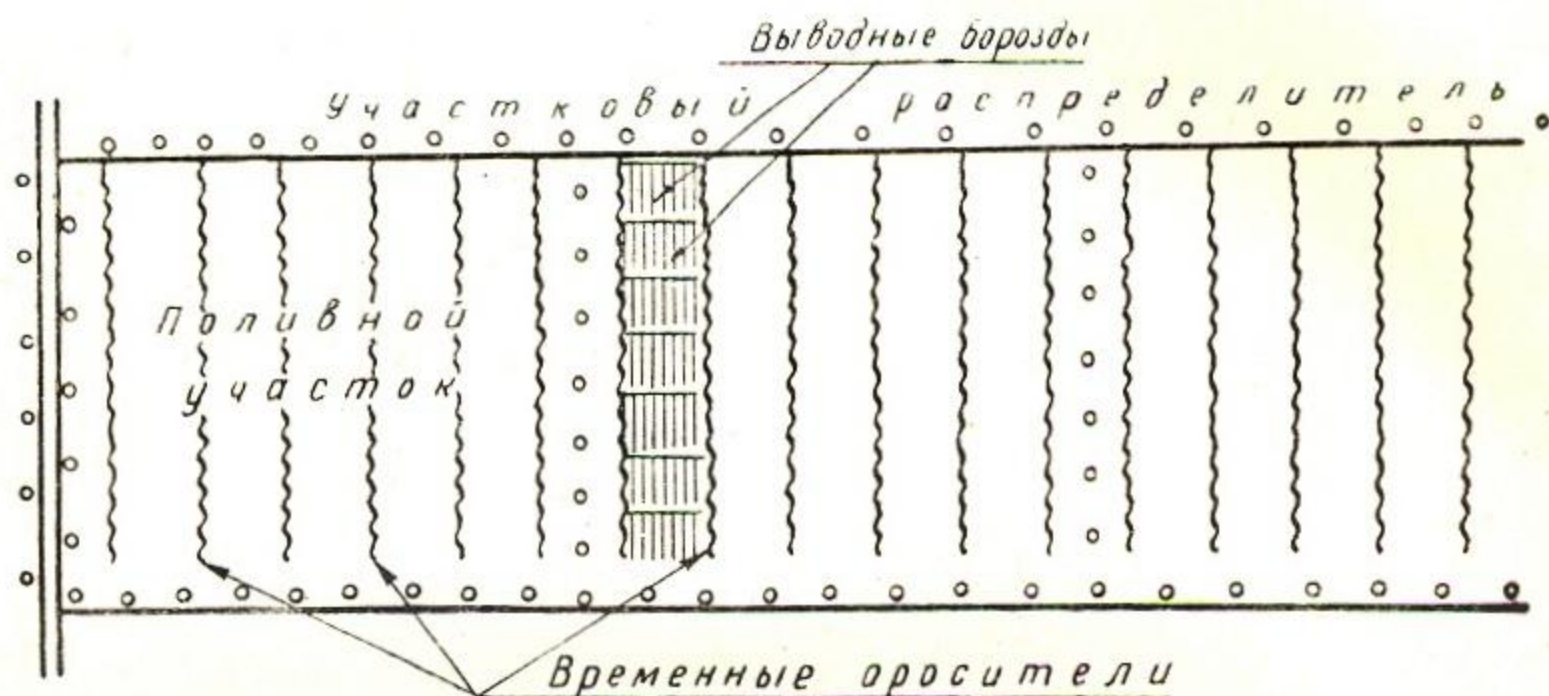 Выводные борозды
Участковый распределитель
Поливной
участок
Временные оросители